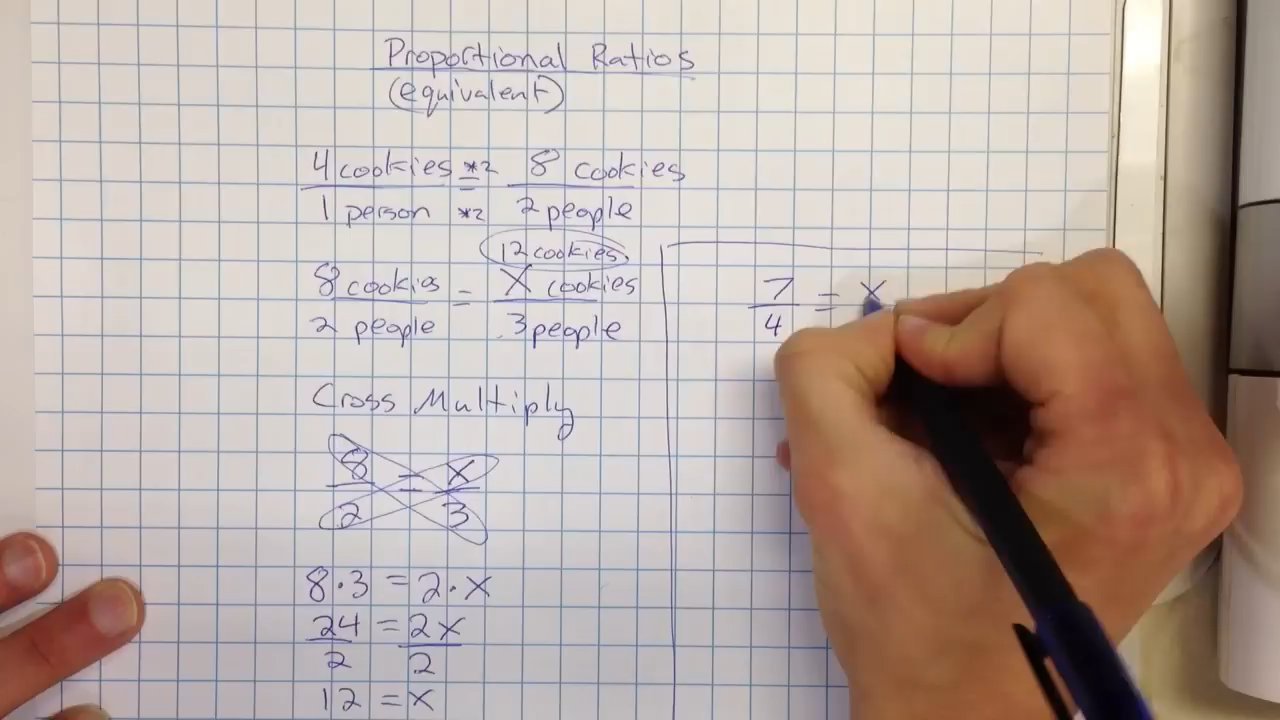 Proportional Ratios
(equivalent)
4 cookies *2 = 8 cookies
1 person *2 2 people
12 cookies
8 cookies = X cookies
2 people 3 people
Cross Multiply
8 = x
2 3
8·3 = 2·x
24 = 2x
2 2
12 = x
7 = x
4